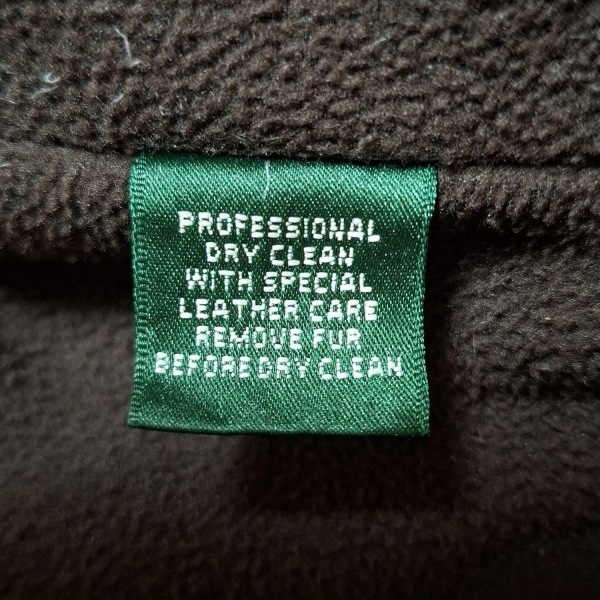 PROFESSIONAL
DRY CLEAN
WITH SPECIAL
LEATHER CARE
REMOVE FUR
BEFORE DRY CLEAN